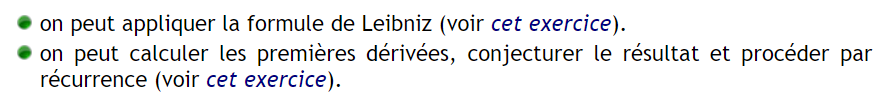 on peut appliquer la formule de Leibniz (voir cet exercice).
on peut calculer les premières dérivées, conjecturer le résultat et procéder par
récurrence (voir cet exercice).